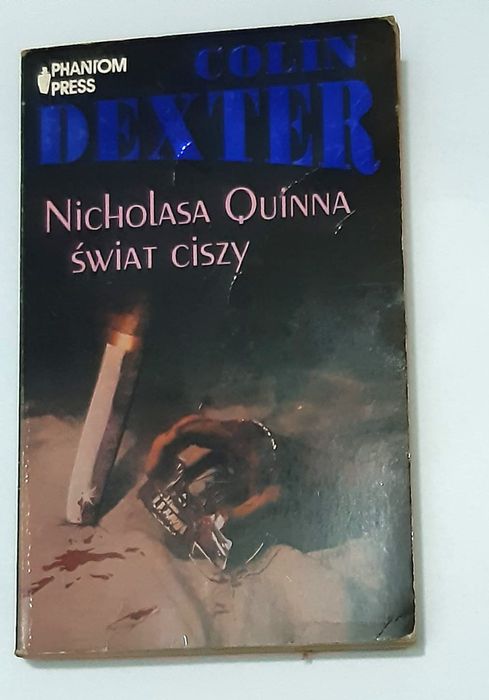 PHANTOM
PRESS
COLIN
DEXTER
Nicholasa Quinna
świat ciszy